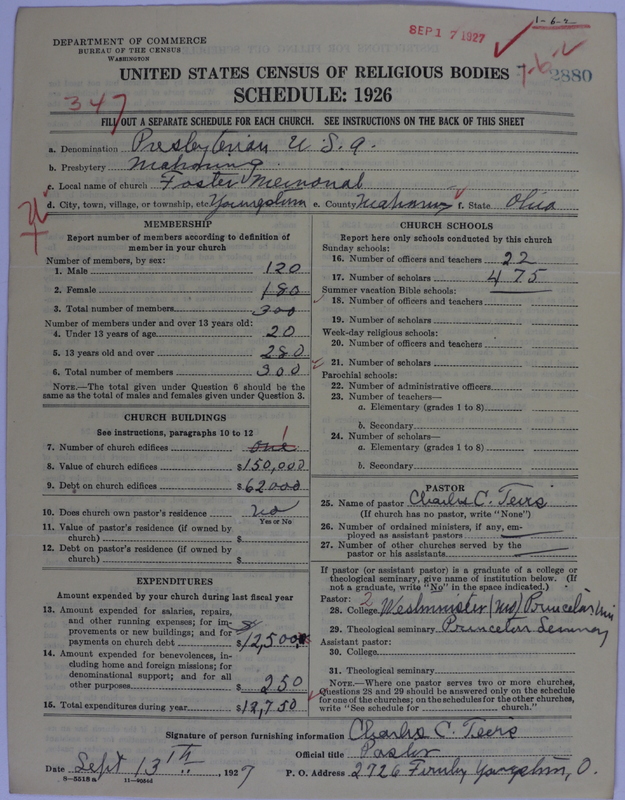 1-6-2
DEPARTMENT OF COMMERCE
BUREAU OF THE CENSUS
WASHINGTON
SEP 1 7 1927
UNITED STATES CENSUS OF RELIGIOUS BODIES
7-6-2
2880
SCHEDULE: 1926
347
FILL OUT A SEPARATE SCHEDULE FOR EACH CHURCH. SEE INSTRUCTIONS ON THE BACK OF THIS SHEET
a. Denomination Presbyterian U.S.A.
b. Presbytery Mahoning
c. Local name of church Foster Memorial
d. City, town, village, or township, etc Youngstown e. County Mahoning f. State Ohio
MEMBERSHIP
Report number of members according to definition of
member in your church
Number of members, by sex:
1. Male 120
2. Female 180
3. Total number of members 300
Number of members under and over 13 years old:
4. Under 13 years of age 20
5. 13 years old and over 280
6. Total number of members 300
NOTE.—The total given under Question 6 should be the
same as the total of males and females given under Question 3.
CHURCH BUILDINGS
See instructions, paragraphs 10 to 12
7. Number of church edifices one 1
8. Value of church edifices $150,000
9. Debt on church edifices $62000
10. Does church own pastor's residence no
Yes or No
11. Value of pastor's residence (if owned by
church) $
12. Debt on pastor's residence (if owned by
church) $
EXPENDITURES
Amount expended by your church during last fiscal year
13. Amount expended for salaries, repairs,
and other running expenses; for im-
provements or new buildings; and for
payments on church debt $12,500
14. Amount expended for benevolences, in-
cluding home and foreign missions; for
denominational support; and for all
other purposes $250
15. Total expenditures during year $12,750
CHURCH SCHOOLS
Report here only schools conducted by this church
Sunday schools:
16. Number of officers and teachers 22
17. Number of scholars 475
Summer vacation Bible schools:
18. Number of officers and teachers
19. Number of scholars
Week-day religious schools:
20. Number of officers and teachers
21. Number of scholars
Parochial schools:
22. Number of administrative officers
23. Number of teachers—
a. Elementary (grades 1 to 8)
b. Secondary
24. Number of scholars—
a. Elementary (grades 1 to 8)
b. Secondary
PASTOR
25. Name of pastor Charles C.
(If church has no pastor, write "None")
26. Number of ordained ministers, if any, em-
ployed as assistant pastors
27. Number of other churches served by the
pastor or his assistants
If pastor (or assistant pastor) is a graduate of a college or
theological seminary, give name of institution below. (If
not a graduate, write "No" in the space indicated.)
Pastor: 2
28. College Westminster (Mo) Princeton Uni
29. Theological seminary Princeton Seminary
Assistant pastor:
30. College
31. Theological seminary
NOTE.—Where one pastor serves two or more churches,
Questions 28 and 29 should be answered only on the schedule
for one of the churches; on the schedules for the other churches,
write "See schedule for church."
Signature of person furnishing information Charles C.
Official title Pastor
Date Sept 13th, 1927
P. O. Address 2726 Youngstown, O.
8-5518a